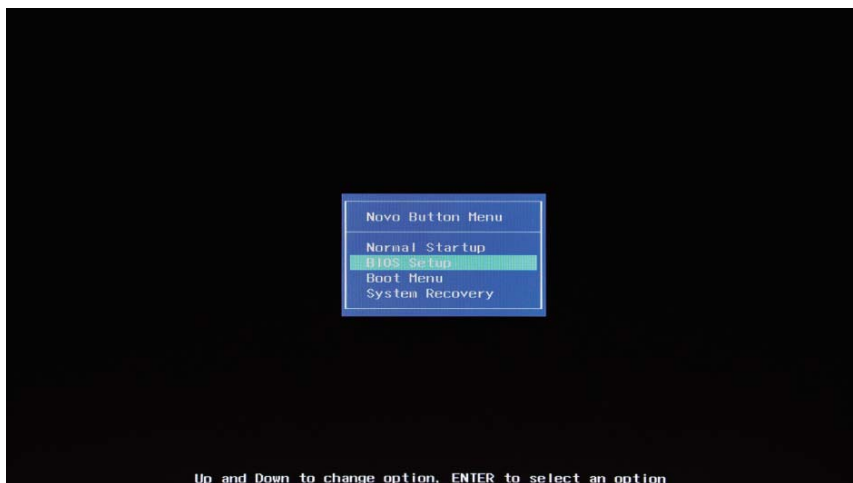 Novo Button Menu
Normal Startup
BIOS Setup
Boot Menu
System Recovery
Up and Down to change option, ENTER to select an option